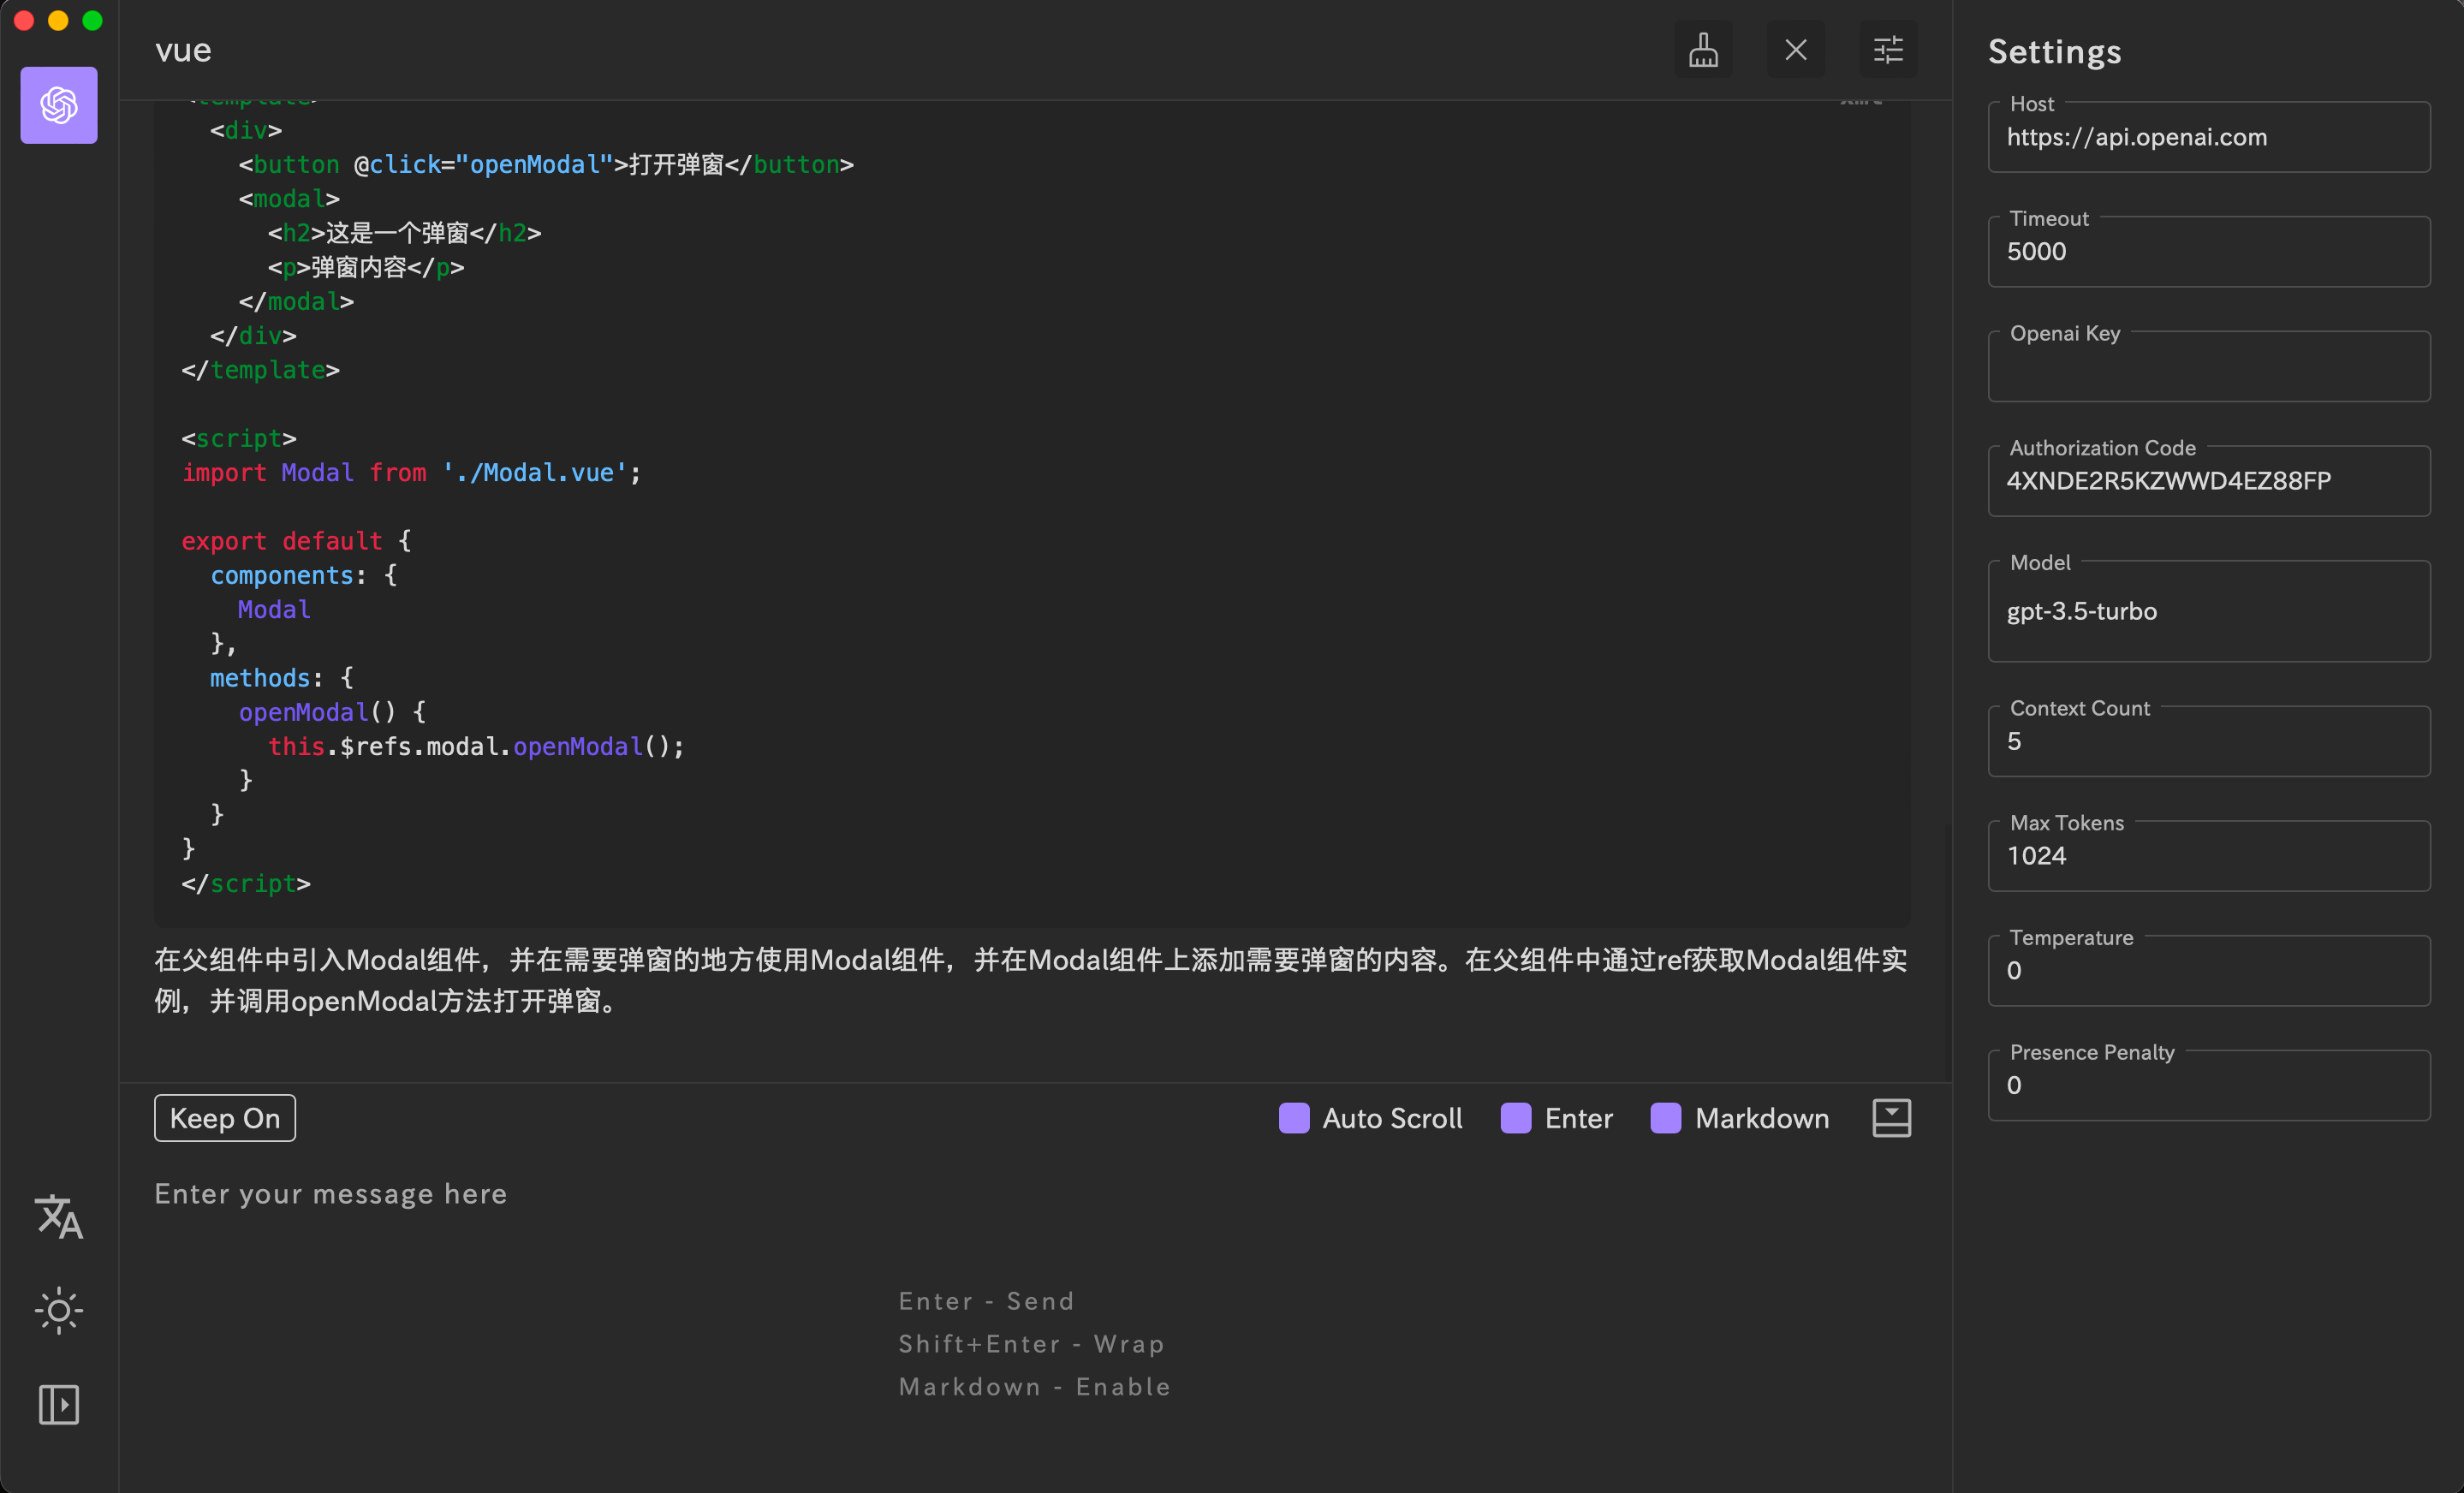 vue
<div>
<button @click="openModal">打开弹窗</button>
<modal>
<h2>这是一个弹窗</h2>
<p>弹窗内容</p>
</modal>
</div>
</template>
<script>
import Modal from './Modal.vue';
export default {
components: {
Modal
},
methods: {
openModal() {
this.$refs.modal.openModal();
}
}
}
</script>
在父组件中引入Modal组件，并在需要弹窗的地方使用Modal组件，并在Modal组件上添加需要弹窗的内容。在父组件中通过ref获取Modal组件实
例，并调用openModal方法打开弹窗。
Keep On
Auto Scroll
Enter
Markdown
Enter your message here
Enter - Send
Shift+Enter - Wrap
Markdown - Enable
Settings
Host
https://api.openai.com
Timeout
5000
Openai Key
Authorization Code
4XNDE2R5KZWWD4EZ88FP
Model
gpt-3.5-turbo
Context Count
5
Max Tokens
1024
Temperature
0
Presence Penalty
0